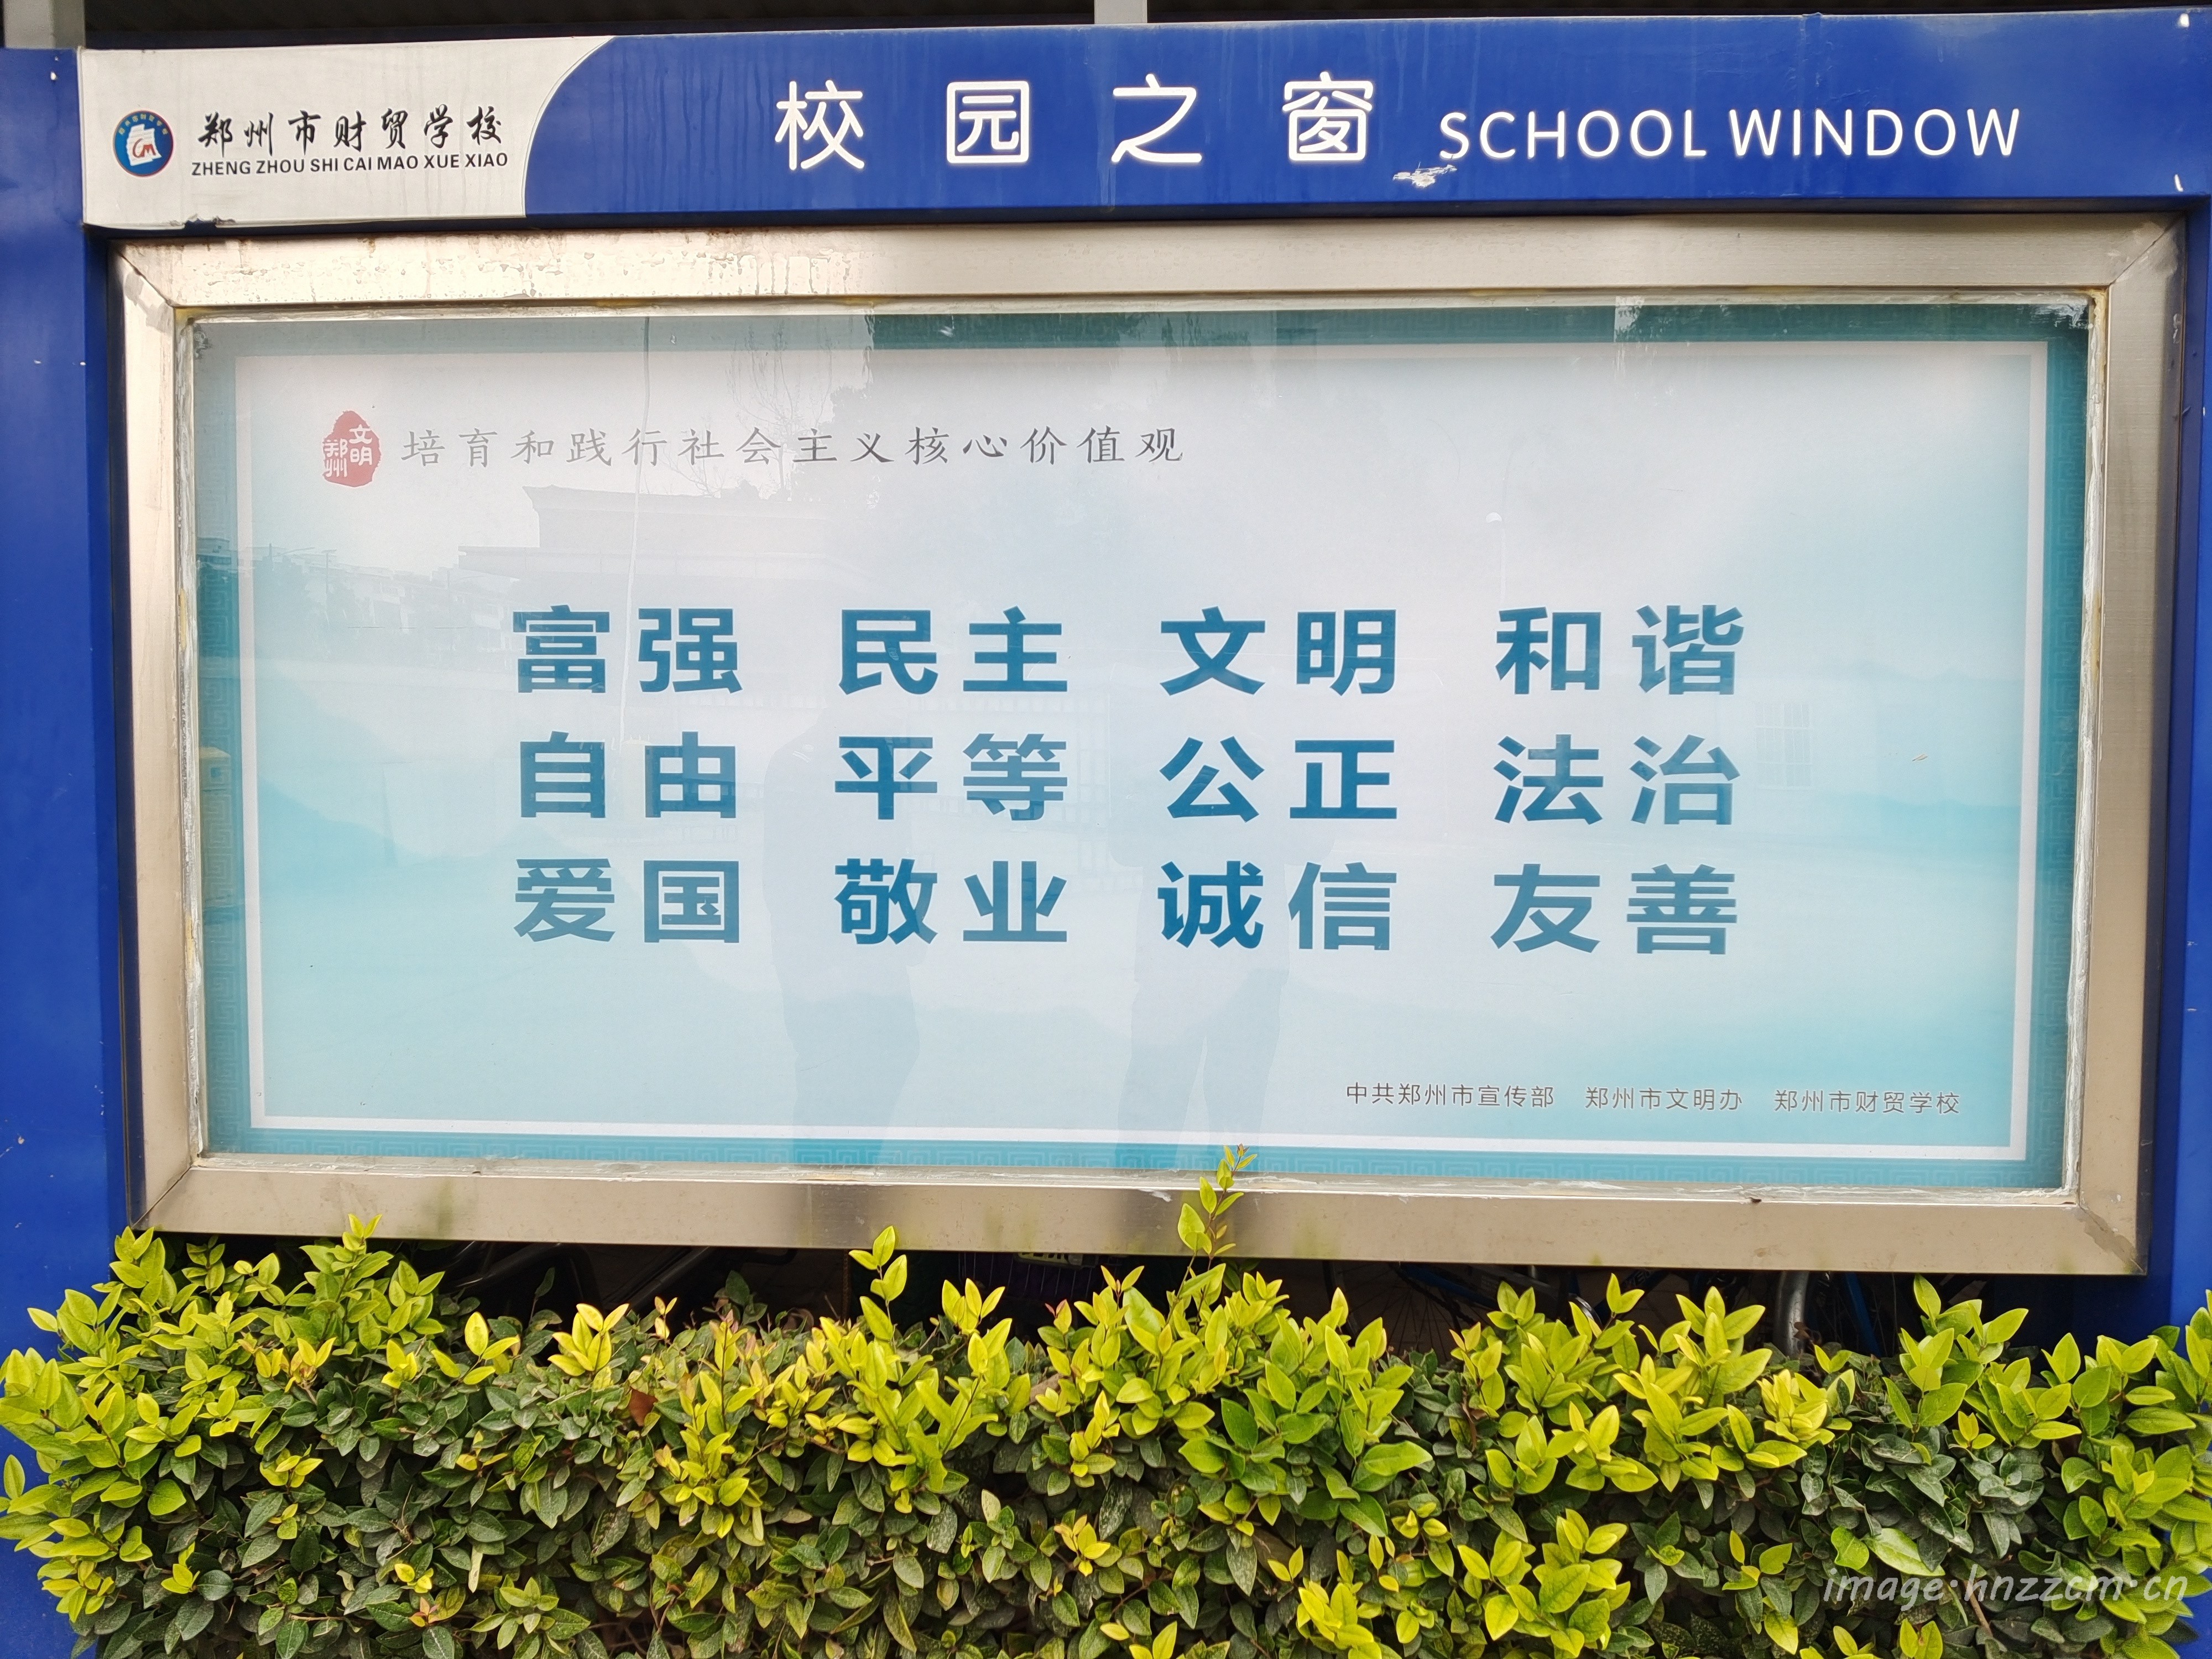 郑州市财贸学校
ZHENG ZHOU SHI CAI MAO XUE XIAO
校园之窗 SCHOOL WINDOW
文明郑州
培育和践行社会主义核心价值观
富强 民主 文明 和谐
自由 平等 公正 法治
爱国 敬业 诚信 友善
中共郑州市宣传部 郑州市文明办 郑州市财贸学校
image·hnzzcm·cn